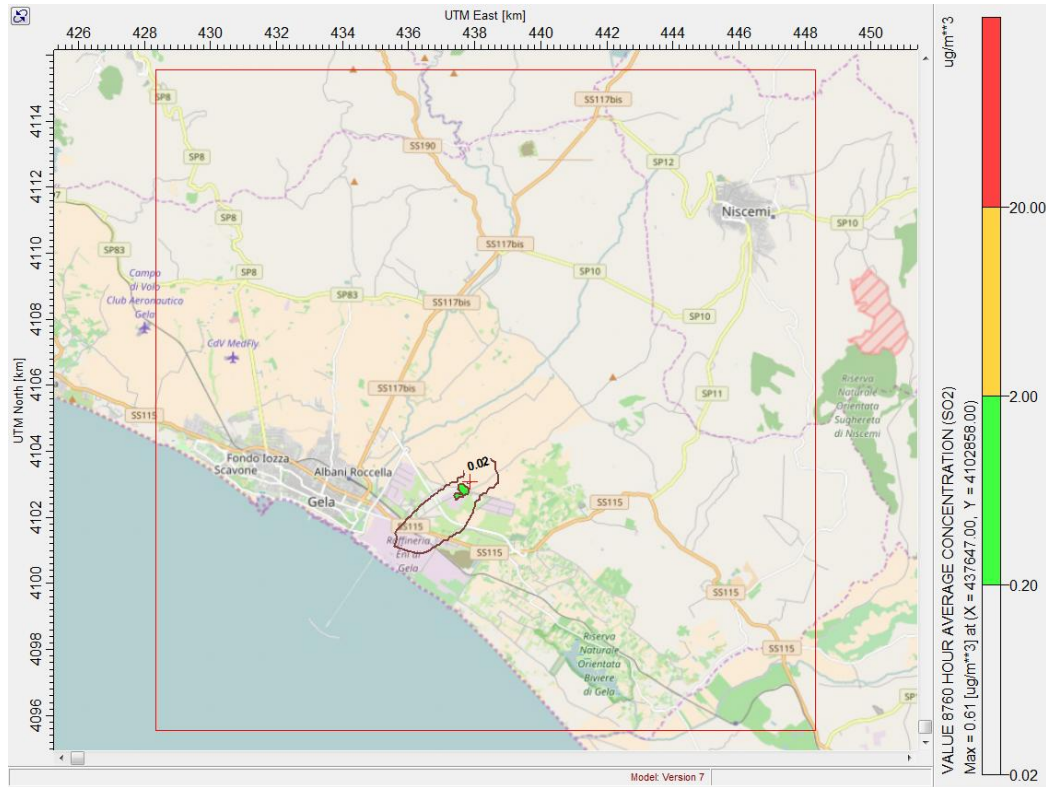 UTM East [km]
426 428 430 432 434 436 438 440 442 444 446 448 450
UTM North [km]
4114
4112
4110
4108
4106
4104
4102
4100
4098
4096
SP8
SS117bis
SS190
SP8
SP12
Niscemi
SP10
SP8
7
SP83
SS117bis
SP10
SP8
Campo
di Volo
Club Aeronautico
Gela
SP83
SS117bis
SP10
CdV MedFly
SS117bis
SP11
Riserva
Naturale
Orientata
Sughereta
di Niscemi
SS115
Fondo Iozza
Scavone
Albani Roccella
0.02
Gela
SS115
SS115
Raffineria
Eni di
Gela
SS115
SS115
SS115
Riserva
Naturale
Orientata
Biviere
di Gela
SP
Model: Version 7
ug/m**3
20.00
2.00
0.20
0.02
VALUE 8760 HOUR AVERAGE CONCENTRATION (SO2)
Max = 0.61 [ug/m**3] at (X = 437647.00, Y = 4102858.00)